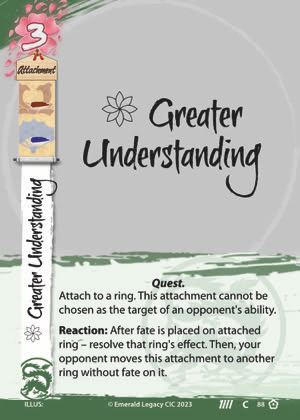 3
Attachment
Greater
Understanding
Greater Understanding
Quest.
Attach to a ring. This attachment cannot be
chosen as the target of an opponent's ability.
Reaction: After fate is placed on attached
ring – resolve that ring's effect. Then, your
opponent moves this attachment to another
ring without fate on it.
ILLUS:
© Emerald Legacy CIC 2023
C
88